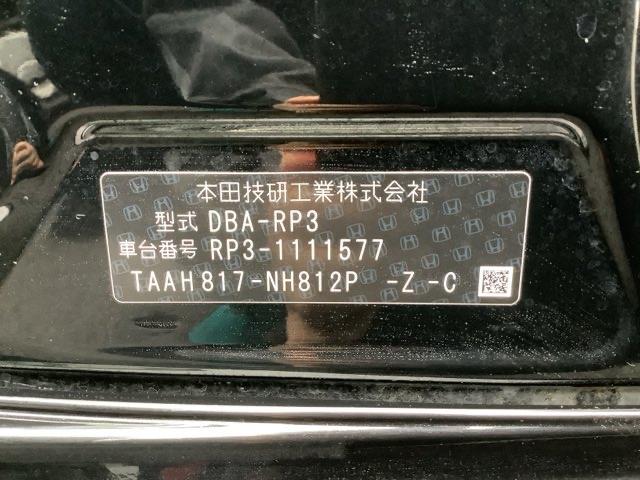 本田技研工業株式会社
型式 DBA-RP3
車台番号 RP3-1111577
TAAH817-NH812P -Z -C